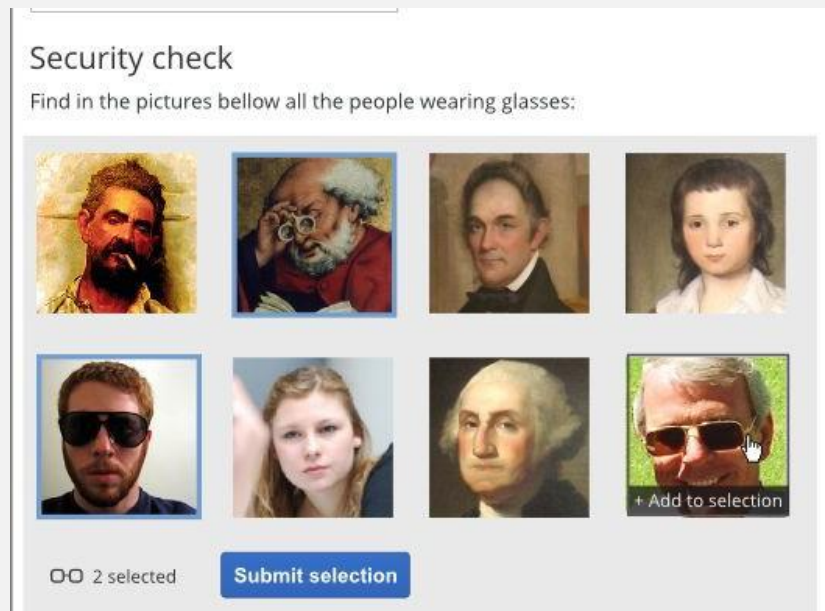 Security check
Find in the pictures bellow all the people wearing glasses:
+ Add to selection
2 selected
Submit selection